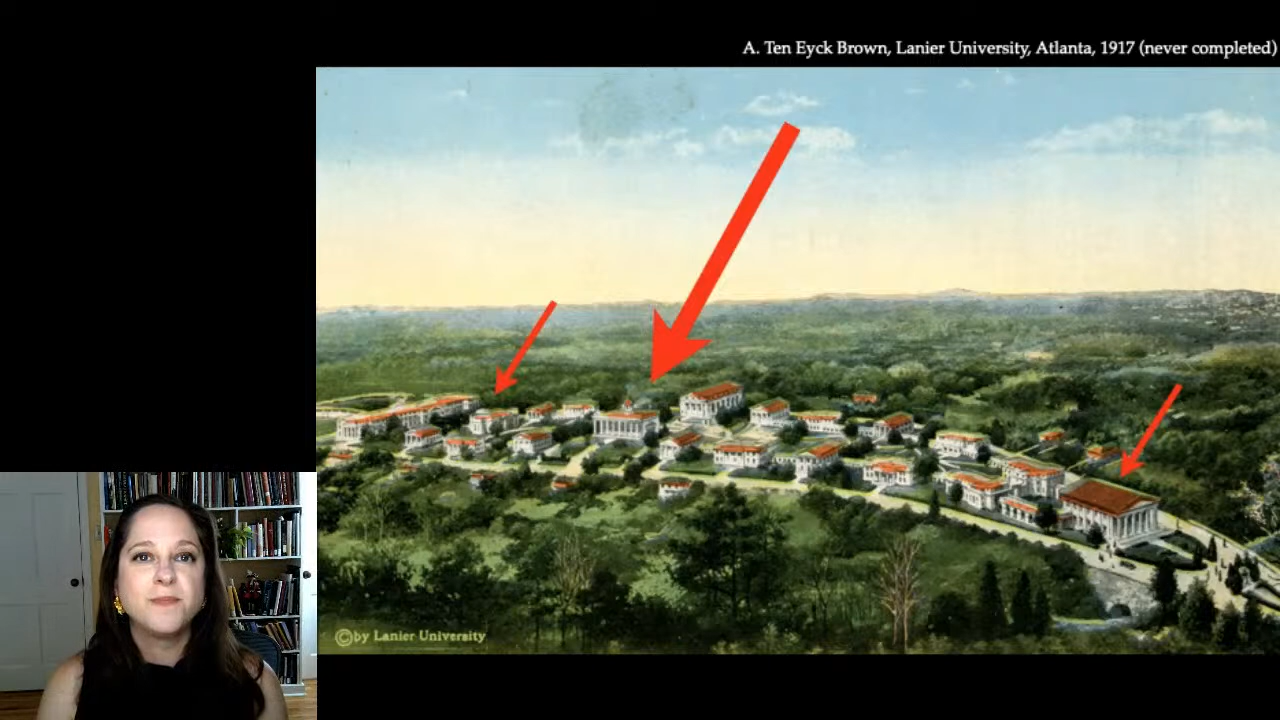 A. Ten Eyck Brown, Lanier University, Atlanta, 1917 (never completed)
©by Lanier University